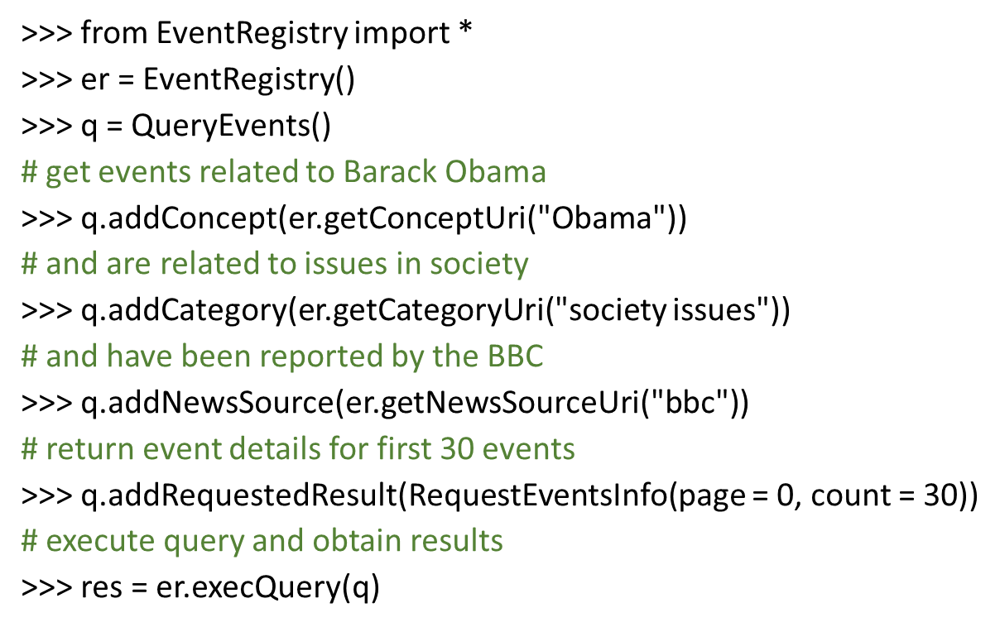 >>> from EventRegistry import *
>>> er = EventRegistry()
>>> q = QueryEvents()
# get events related to Barack Obama
>>> q.addConcept(er.getConceptUri("Obama"))
# and are related to issues in society
>>> q.addCategory(er.getCategoryUri("society issues"))
# and have been reported by the BBC
>>> q.addNewsSource(er.getNewsSourceUri("bbc"))
# return event details for first 30 events
>>> q.addRequestedResult(RequestEventsInfo(page = 0, count = 30))
# execute query and obtain results
>>> res = er.execQuery(q)